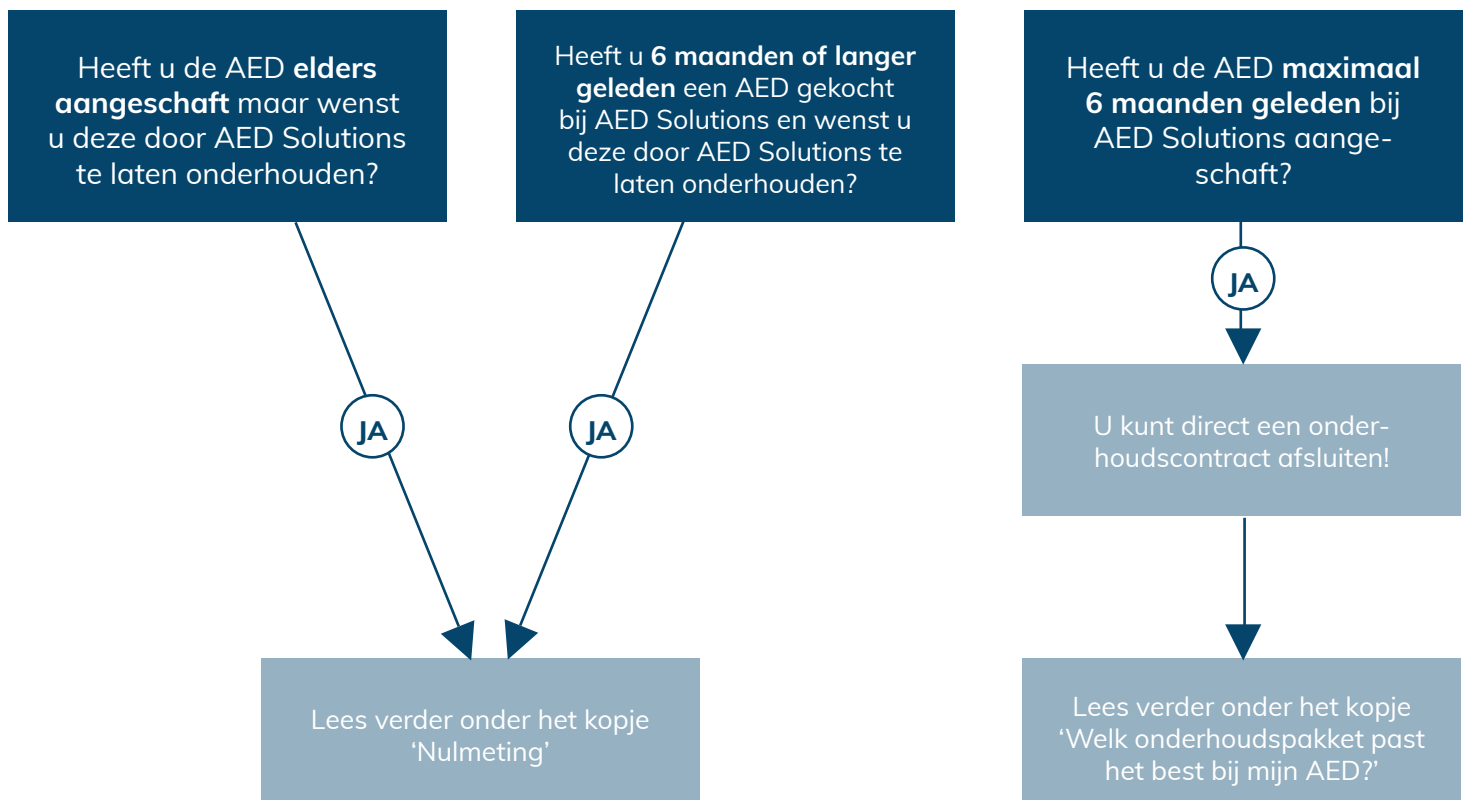 Heeft u de AED elders
aangeschaft maar wenst
u deze door AED Solutions
te laten onderhouden?
Heeft u 6 maanden of langer
geleden een AED gekocht
bij AED Solutions en wenst u
deze door AED Solutions te
laten onderhouden?
Heeft u de AED maximaal
6 maanden geleden bij
AED Solutions aange-
schaft?
JA
JA
JA
U kunt direct een onder-
houdscontract afsluiten!
Lees verder onder het kopje
‘Nulmeting’
Lees verder onder het kopje
‘Welk onderhoudspakket past
het best bij mijn AED?’